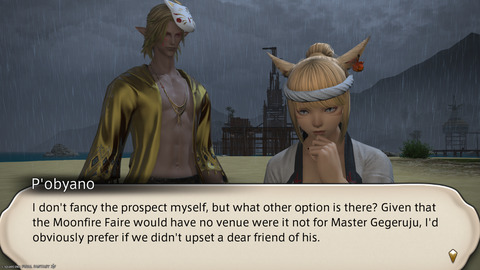 P'obyano
I don't fancy the prospect myself, but what other option is there? Given that
the Moonfire Faire would have no venue were it not for Master Gegeruju, I'd
obviously prefer if we didn't upset a dear friend of his.